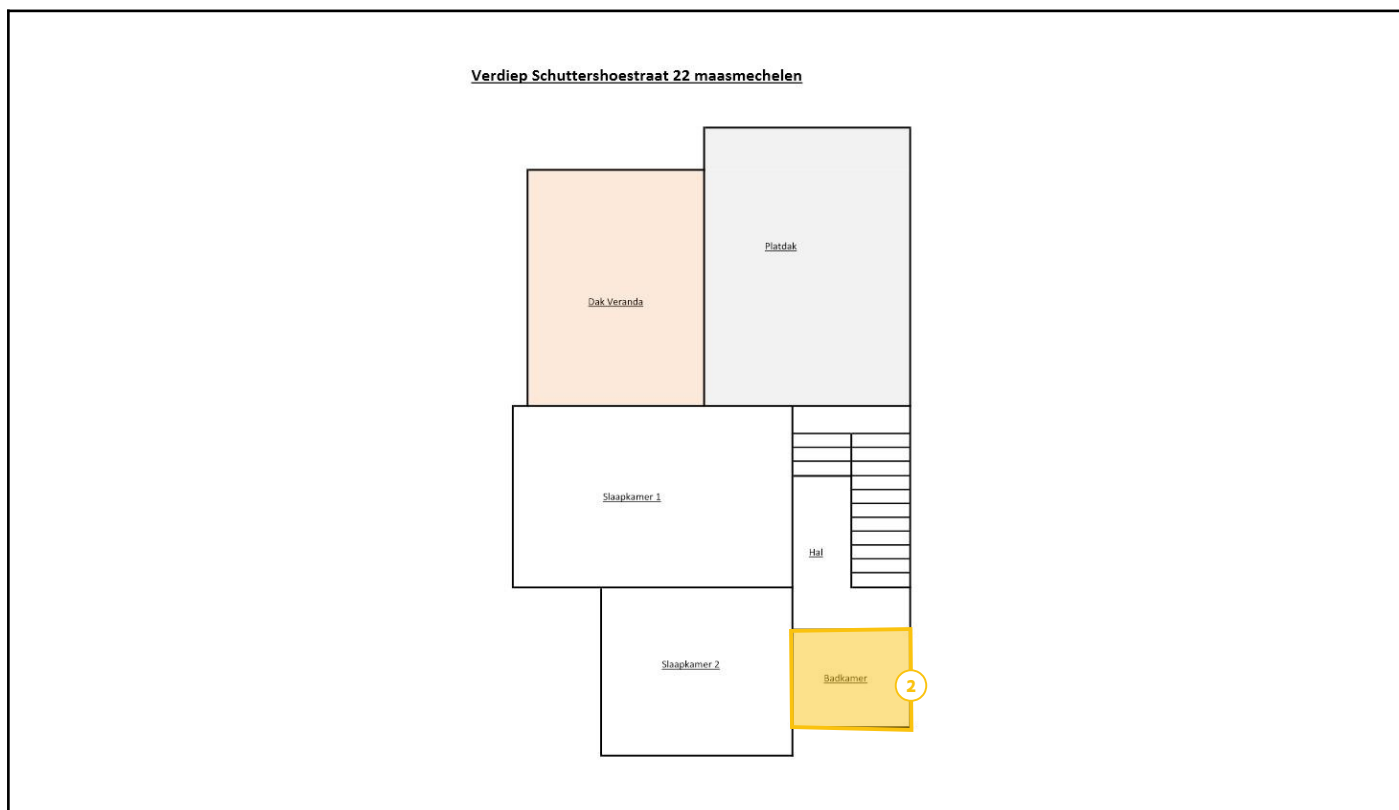 Verdiep Schuttershoestraat 22 maasmechelen
Platdak
Dak Veranda
Slaapkamer 1
Hal
Slaapkamer 2
Badkamer
2